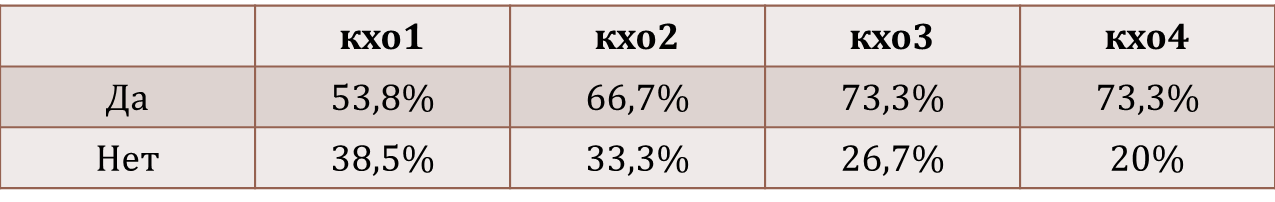 кхо1 кхо2 кхо3 кхо4
Да 53,8% 66,7% 73,3% 73,3%
Нет 38,5% 33,3% 26,7% 20%